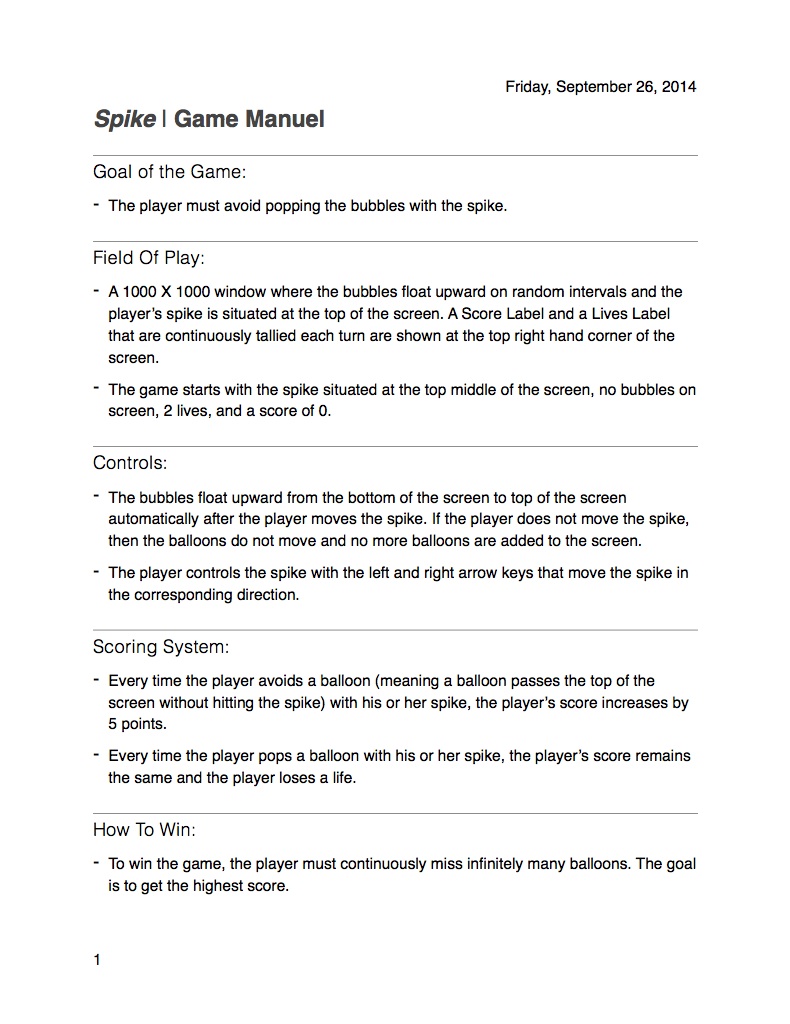 Friday, September 26, 2014
Spike | Game Manuel
Goal of the Game:
- The player must avoid popping the bubbles with the spike.
Field Of Play:
- A 1000 X 1000 window where the bubbles float upward on random intervals and the
player's spike is situated at the top of the screen. A Score Label and a Lives Label
that are continuously tallied each turn are shown at the top right hand corner of the
screen.
- The game starts with the spike situated at the top middle of the screen, no bubbles on
screen, 2 lives, and a score of 0.
Controls:
- The bubbles float upward from the bottom of the screen to top of the screen
automatically after the player moves the spike. If the player does not move the spike,
then the balloons do not move and no more balloons are added to the screen.
- The player controls the spike with the left and right arrow keys that move the spike in
the corresponding direction.
Scoring System:
- Every time the player avoids a balloon (meaning a balloon passes the top of the
screen without hitting the spike) with his or her spike, the player's score increases by
5 points.
- Every time the player pops a balloon with his or her spike, the player's score remains
the same and the player loses a life.
How To Win:
- To win the game, the player must continuously miss infinitely many balloons. The goal
is to get the highest score.
1